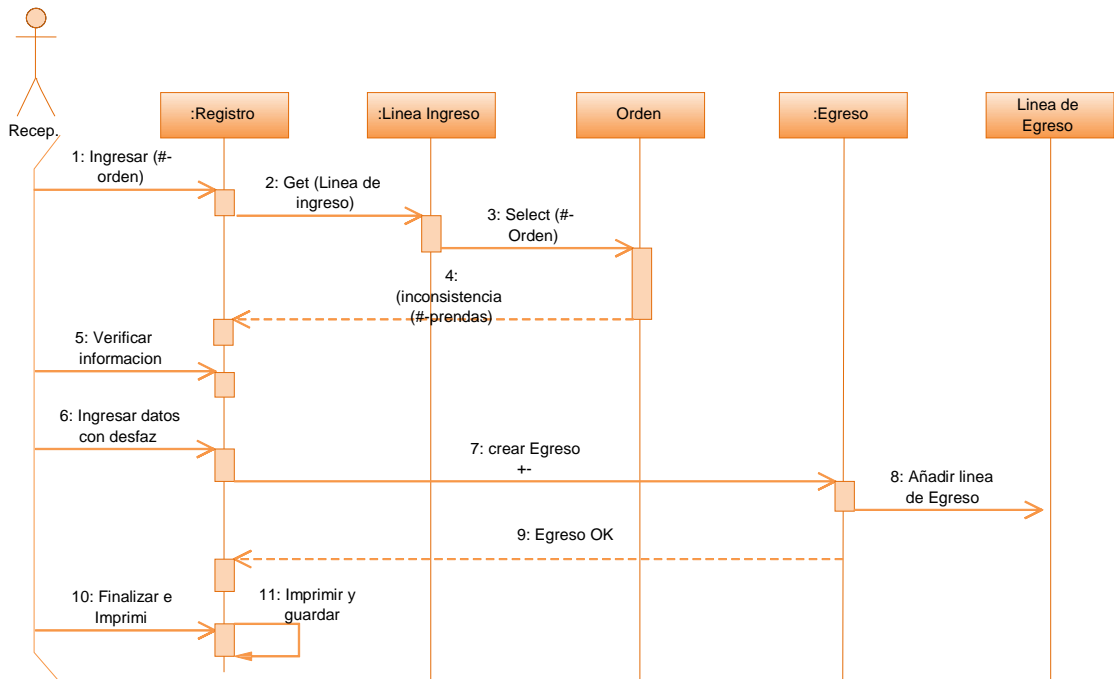 Recep.
:Registro
:Linea Ingreso
Orden
:Egreso
Linea de
Egreso
1: Ingresar (#-
orden)
2: Get (Linea de
ingreso)
3: Select (#-
Orden)
4:
(inconsistencia
(#-prendas)
5: Verificar
informacion
6: Ingresar datos
con desfaz
7: crear Egreso
+-
8: Añadir linea
de Egreso
9: Egreso OK
10: Finalizar e
Imprimi
11: Imprimir y
guardar